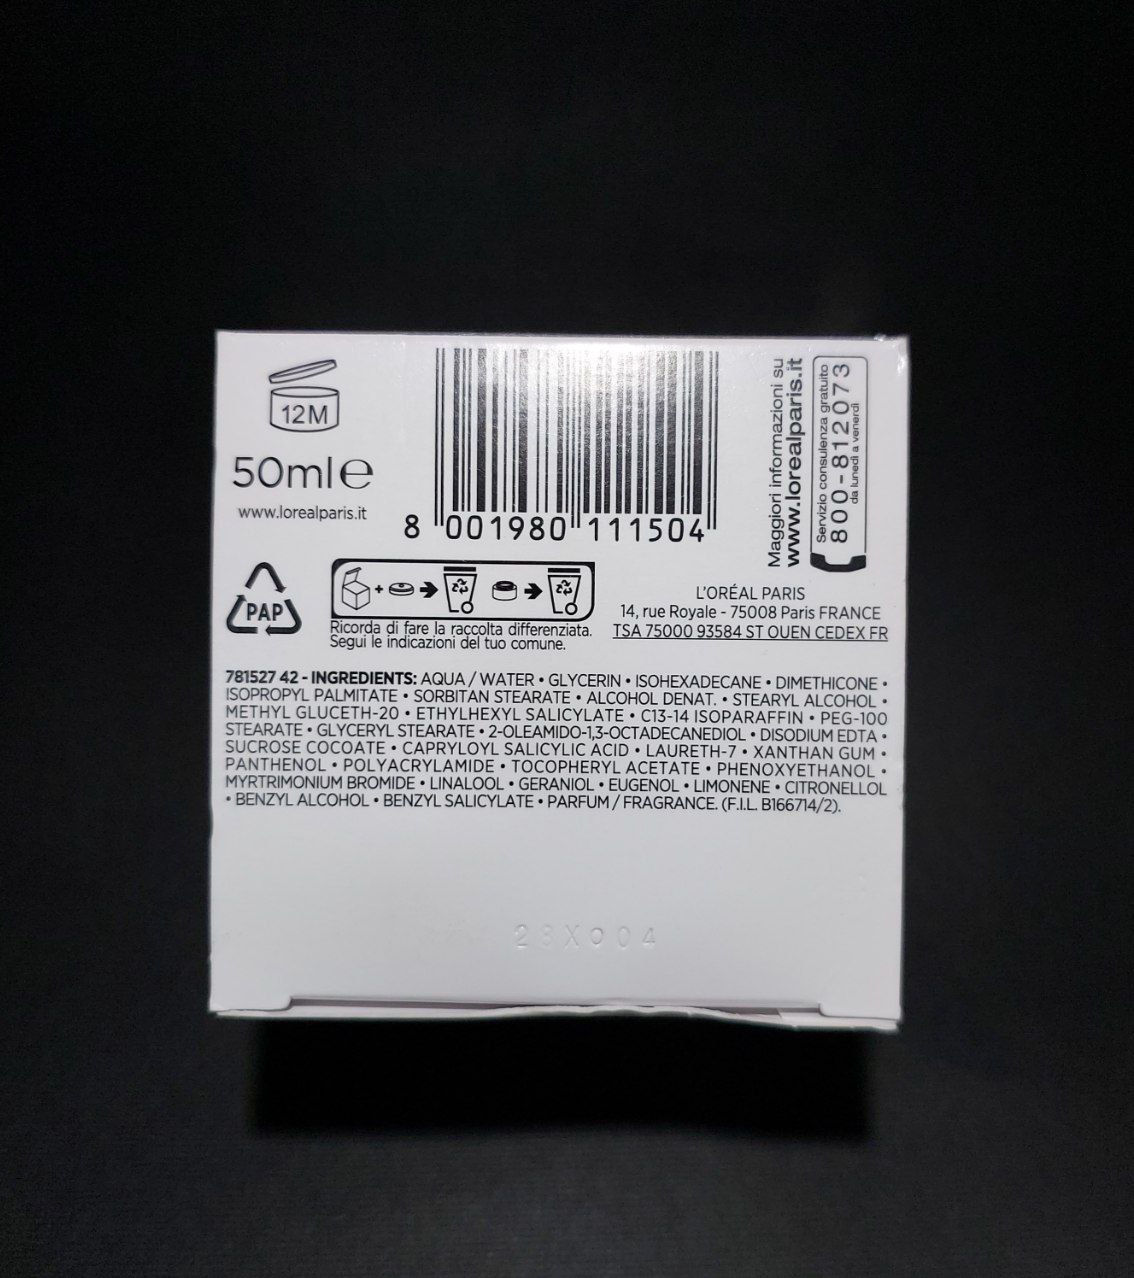 12M
50ml e
www.lorealparis.it
8 001980 111504
Maggiori informazioni su
www.lorealparis.it
Servizio consulenza gratuito
800-812073
da lunedì a venerdì
PAP
Ricorda di fare la raccolta differenziata.
Segui le indicazioni del tuo comune.
L'ORÉAL PARIS
14, rue Royale - 75008 Paris FRANCE
TSA 75000 93584 ST OUEN CEDEX FR
781527 42 - INGREDIENTS: AQUA / WATER • GLYCERIN • ISOHEXADECANE • DIMETHICONE •
ISOPROPYL PALMITATE • SORBITAN STEARATE • ALCOHOL DENAT. • STEARYL ALCOHOL •
METHYL GLUCETH-20 • ETHYLHEXYL SALICYLATE • C13-14 ISOPARAFFIN • PEG-100
STEARATE • GLYCERYL STEARATE • 2-OLEAMIDO-1,3-OCTADECANEDIOL • DISODIUM EDTA •
SUCROSE COCOATE • CAPRYLOYL SALICYLIC ACID • LAURETH-7 • XANTHAN GUM •
PANTHENOL • POLYACRYLAMIDE • TOCOPHERYL ACETATE • PHENOXYETHANOL •
MYRTRIMONIUM BROMIDE • LINALOOL • GERANIOL • EUGENOL • LIMONENE • CITRONELLOL
• BENZYL ALCOHOL • BENZYL SALICYLATE • PARFUM / FRAGRANCE. (F.I.L. B166714/2).